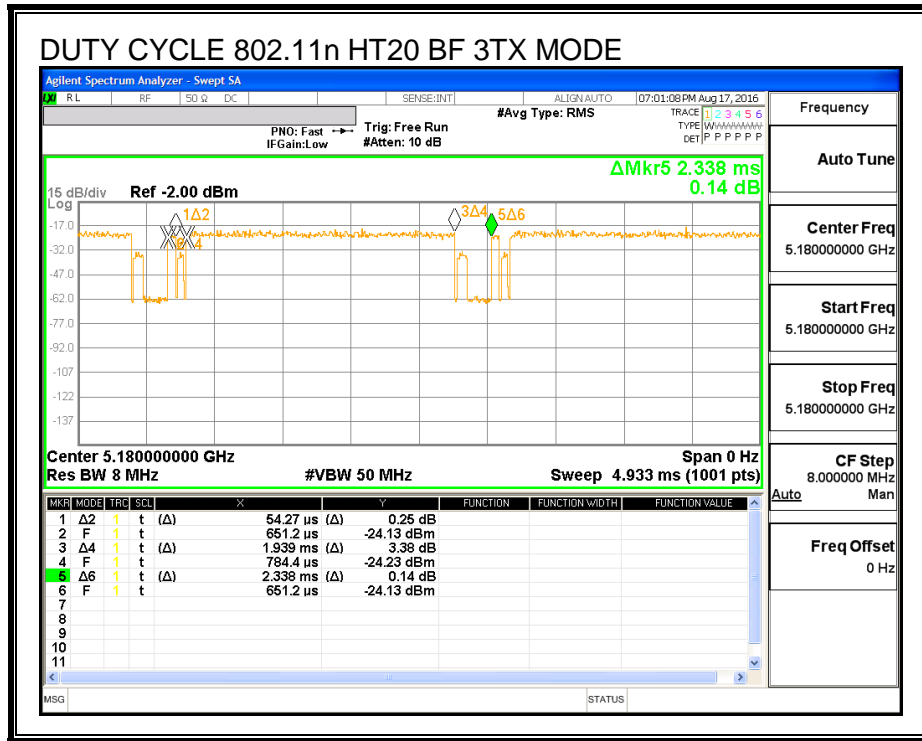 DUTY CYCLE 802.11n HT20 BF 3TX MODE
Agilent Spectrum Analyzer - Swept SA
LXI RL RF 50 Ω DC SENSE:INT ALIGN AUTO 07:01:08 PM Aug 17, 2016
#Avg Type: RMS TRACE 1 2 3 4 5 6
PNO: Fast Trig: Free Run TYPE WWWWWW
IFGain:Low #Atten: 10 dB DET P P P P P P
ΔMkr5 2.338 ms
0.14 dB
15 dB/div Ref -2.00 dBm
Log
1Δ2 3Δ4 5Δ6
-17.0
4
-32.0
-47.0
-62.0
-77.0
-92.0
-107
-122
-137
Center 5.180000000 GHz Span 0 Hz
Res BW 8 MHz #VBW 50 MHz Sweep 4.933 ms (1001 pts)
MKR MODE TRC SCL X Y FUNCTION FUNCTION WIDTH FUNCTION VALUE
1 Δ2 1 t (Δ) 54.27 µs (Δ) 0.25 dB
2 F 1 t 651.2 µs -24.13 dBm
3 Δ4 1 t (Δ) 1.939 ms (Δ) 3.38 dB
4 F 1 t 784.4 µs -24.23 dBm
5 Δ6 1 t (Δ) 2.338 ms (Δ) 0.14 dB
6 F 1 t 651.2 µs -24.13 dBm
7
8
9
10
11
MSG STATUS
Frequency
Auto Tune
Center Freq
5.180000000 GHz
Start Freq
5.180000000 GHz
Stop Freq
5.180000000 GHz
CF Step
8.000000 MHz
Auto Man
Freq Offset
0 Hz